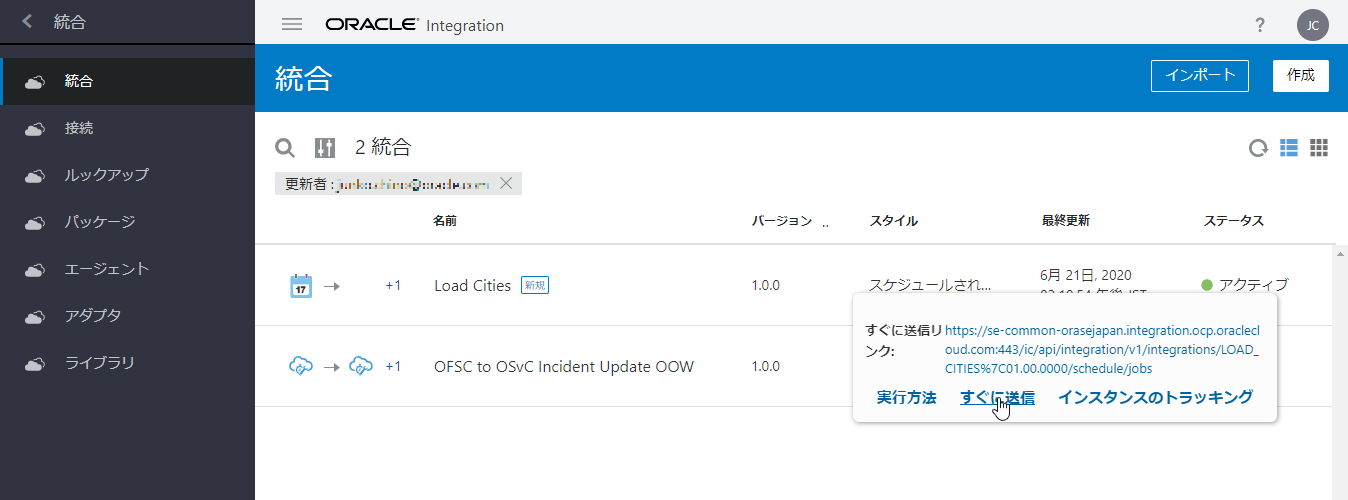 統合
ORACLE Integration
?
JC
統合
接続
ルックアップ
パッケージ
エージェント
アダプタ
ライブラリ
統合
インポート
作成
2 統合
更新者 :
名前
バージョン ..
スタイル
最終更新
ステータス
17
+1
Load Cities
新規
1.0.0
スケジュールされ...
6月 21日, 2020
アクティブ
+1
OFSC to OSvC Incident Update OOW
1.0.0
すぐに送信リ
ンク:
https://se-common-orasejapan.integration.ocp.oraclecl
oud.com:443/ic/api/integration/v1/integrations/LOAD_
CITIES%7C01.00.0000/schedule/jobs
実行方法
すぐに送信
インスタンスのトラッキング